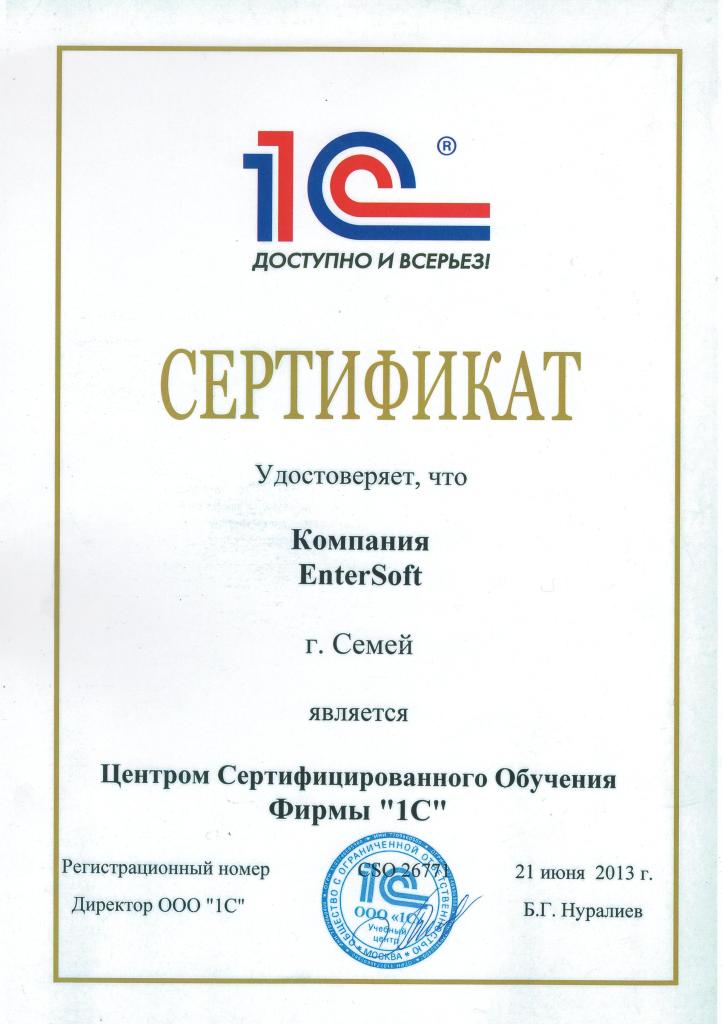 1С ®
ДОСТУПНО И ВСЕРЬЕЗ!
СЕРТИФИКАТ
Удостоверяет, что
Компания
EnterSoft
г. Семей
является
Центром Сертифицированного Обучения
Фирмы "1С"
Регистрационный номер CSO 26771 21 июня 2013 г.
Директор ООО "1С" Б.Г. Нуралиев
ОБЩЕСТВО С ОГРАНИЧЕННОЙ ОТВЕТСТВЕННОСТЬЮ
1С
ООО «1С»
Учебный
центр
* МОСКВА *